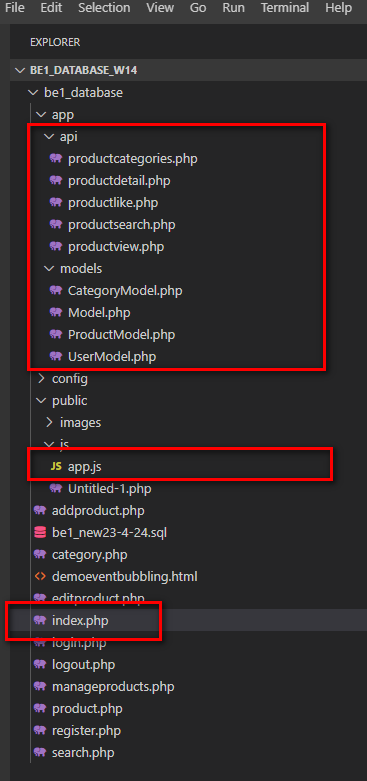 File Edit Selection View Go Run Terminal Help
EXPLORER
BE1_DATABASE_W14
be1_database
app
api
productcategories.php
productdetail.php
productlike.php
productsearch.php
productview.php
models
CategoryModel.php
Model.php
ProductModel.php
UserModel.php
config
public
images
js
JS app.js
Untitled-1.php
addproduct.php
be1_new23-4-24.sql
category.php
demoeventbubbling.html
editproduct.php
index.php
login.php
logout.php
manageproducts.php
product.php
register.php
search.php